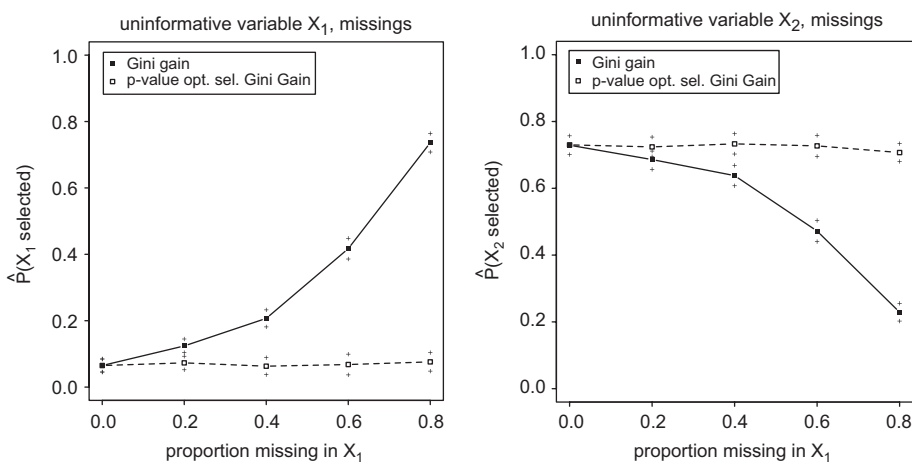 uninformative variable X₁, missings
Gini gain
p-value opt. sel. Gini Gain
1.0
0.8
0.6
0.4
0.2
0.0
P̂(X₁ selected)
0.0 0.2 0.4 0.6 0.8
proportion missing in X₁
uninformative variable X₂, missings
Gini gain
p-value opt. sel. Gini Gain
1.0
0.8
0.6
0.4
0.2
0.0
P̂(X₂ selected)
0.0 0.2 0.4 0.6 0.8
proportion missing in X₁